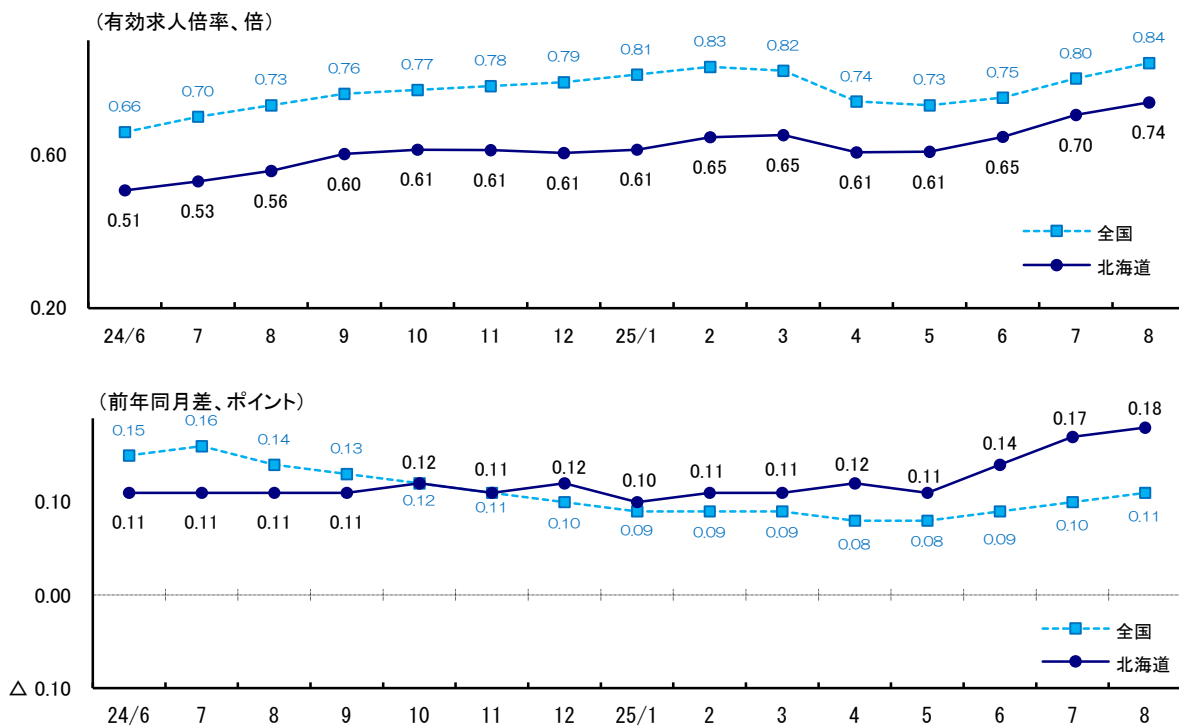 （有効求人倍率、倍）
0.66 0.70 0.73 0.76 0.77 0.78 0.79 0.81 0.83 0.82 0.74 0.73 0.75 0.80 0.84
0.60
0.51 0.53 0.56 0.60 0.61 0.61 0.61 0.61 0.65 0.65 0.61 0.61 0.65 0.70 0.74
全国
北海道
0.20
24/6 7 8 9 10 11 12 25/1 2 3 4 5 6 7 8
（前年同月差、ポイント）
0.15 0.16 0.14 0.13 0.12 0.11 0.12 0.10 0.11 0.11 0.12 0.11 0.14 0.17 0.18
0.10
0.11 0.11 0.11 0.11 0.12 0.11 0.10 0.09 0.09 0.09 0.08 0.08 0.09 0.10 0.11
0.00
全国
北海道
△ 0.10
24/6 7 8 9 10 11 12 25/1 2 3 4 5 6 7 8